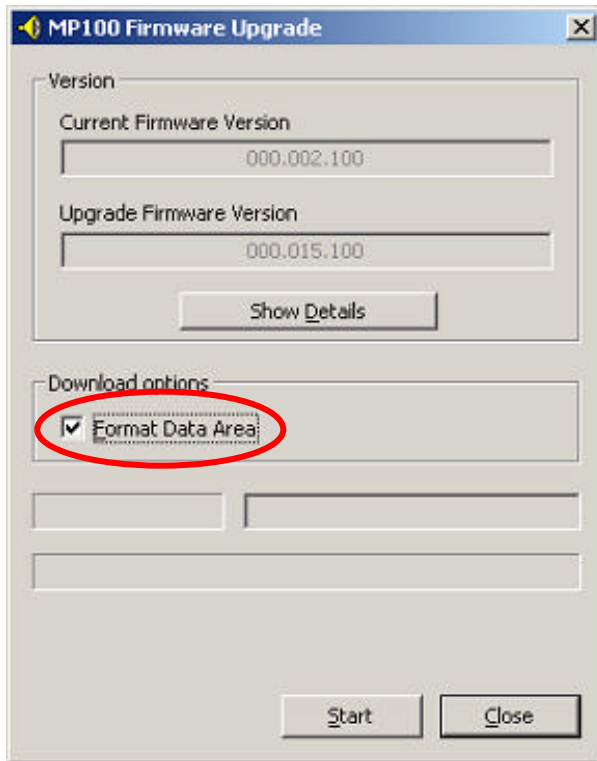 MP100 Firmware Upgrade
Version
Current Firmware Version
000.002.100
Upgrade Firmware Version
000.015.100
Show Details
Download options
Format Data Area
Start
Close